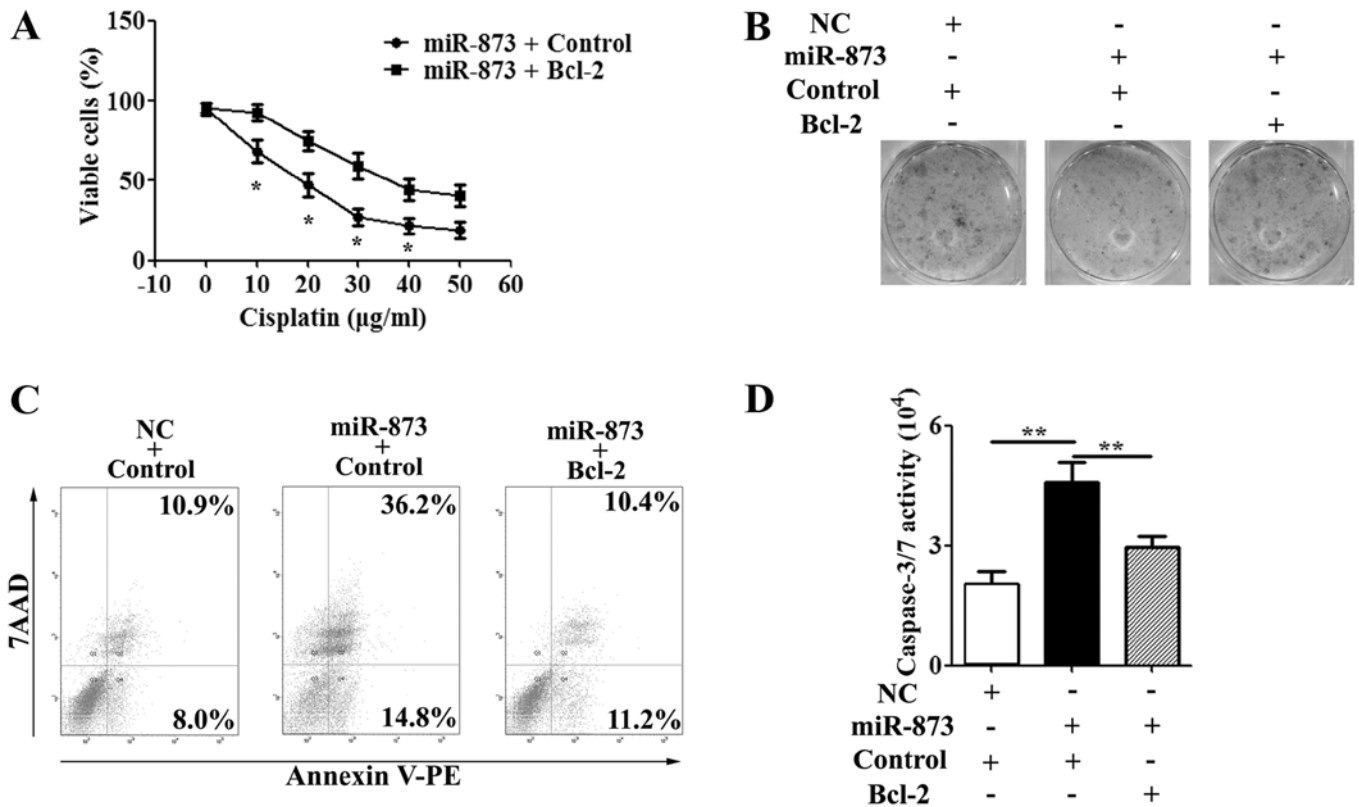 A
150
100
50
0
Viable cells (%)
miR-873 + Control
miR-873 + Bcl-2
* * * *
-10 0 10 20 30 40 50 60
Cisplatin (µg/ml)
B
NC + - -
miR-873 - + +
Control + + -
Bcl-2 - - +
C
NC
+
Control
miR-873
+
Control
miR-873
+
Bcl-2
10.9%
8.0%
36.2%
14.8%
10.4%
11.2%
7AAD
Annexin V-PE
D
Caspase-3/7 activity (10⁴)
6
3
0
** **
NC + - -
miR-873 - + +
Control + + -
Bcl-2 - - +